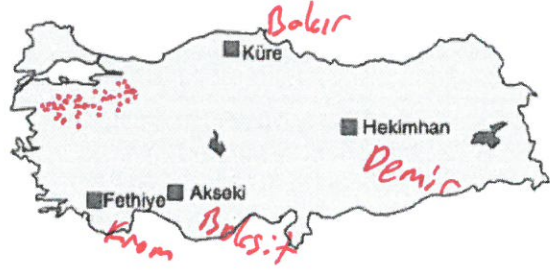 Bakır
Küre
Hekimhan
Demir
Fethiye
Akseki
Krom
Boksit